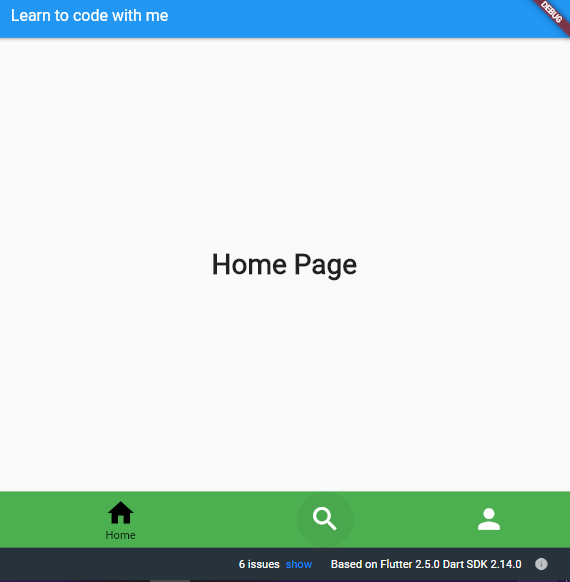 Learn to code with me
DEBUG
Home Page
Home
6 issues show Based on Flutter 2.5.0 Dart SDK 2.14.0